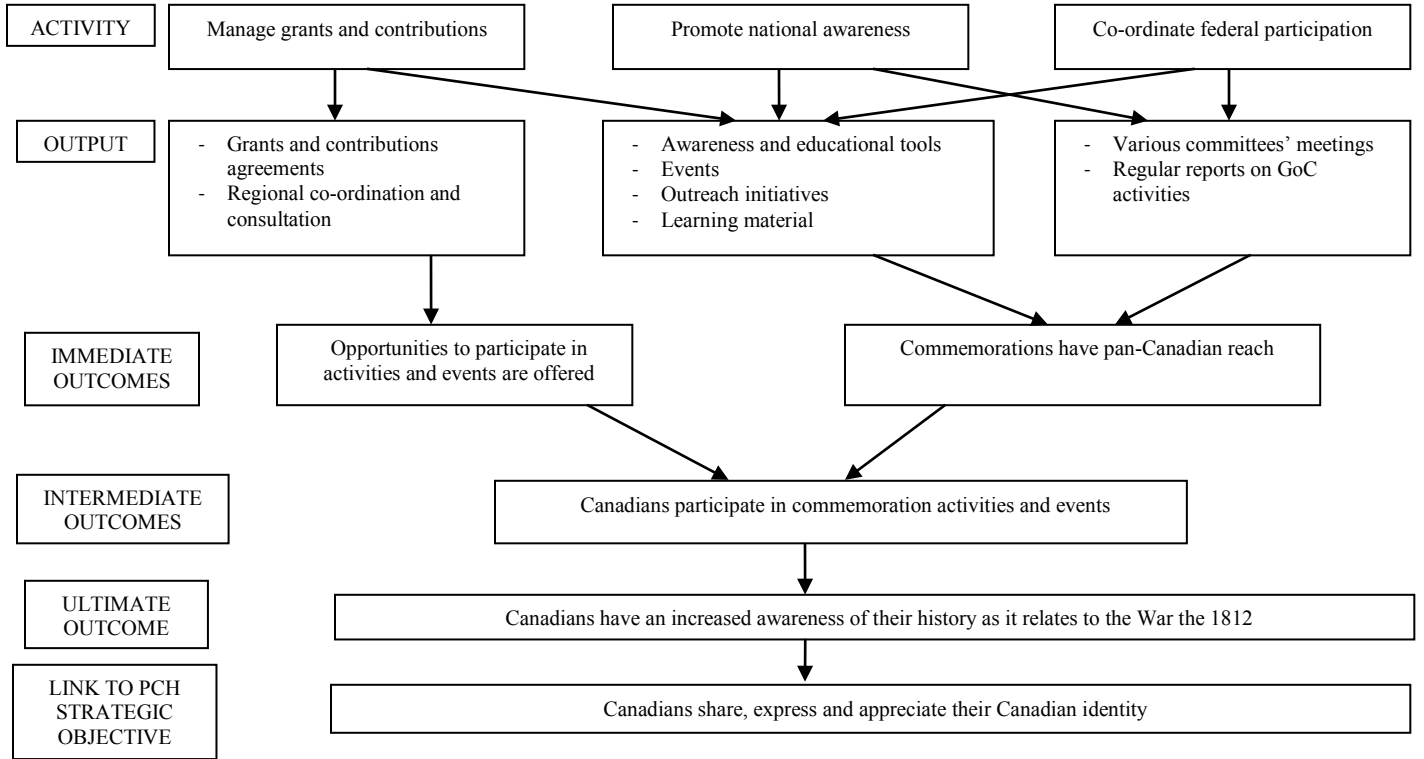 ACTIVITY
Manage grants and contributions
Promote national awareness
Co-ordinate federal participation
OUTPUT
- Grants and contributions
agreements
- Regional co-ordination and
consultation
- Awareness and educational tools
- Events
- Outreach initiatives
- Learning material
- Various committees’ meetings
- Regular reports on GoC
activities
IMMEDIATE
OUTCOMES
Opportunities to participate in
activities and events are offered
Commemorations have pan-Canadian reach
INTERMEDIATE
OUTCOMES
Canadians participate in commemoration activities and events
ULTIMATE
OUTCOME
Canadians have an increased awareness of their history as it relates to the War the 1812
LINK TO PCH
STRATEGIC
OBJECTIVE
Canadians share, express and appreciate their Canadian identity